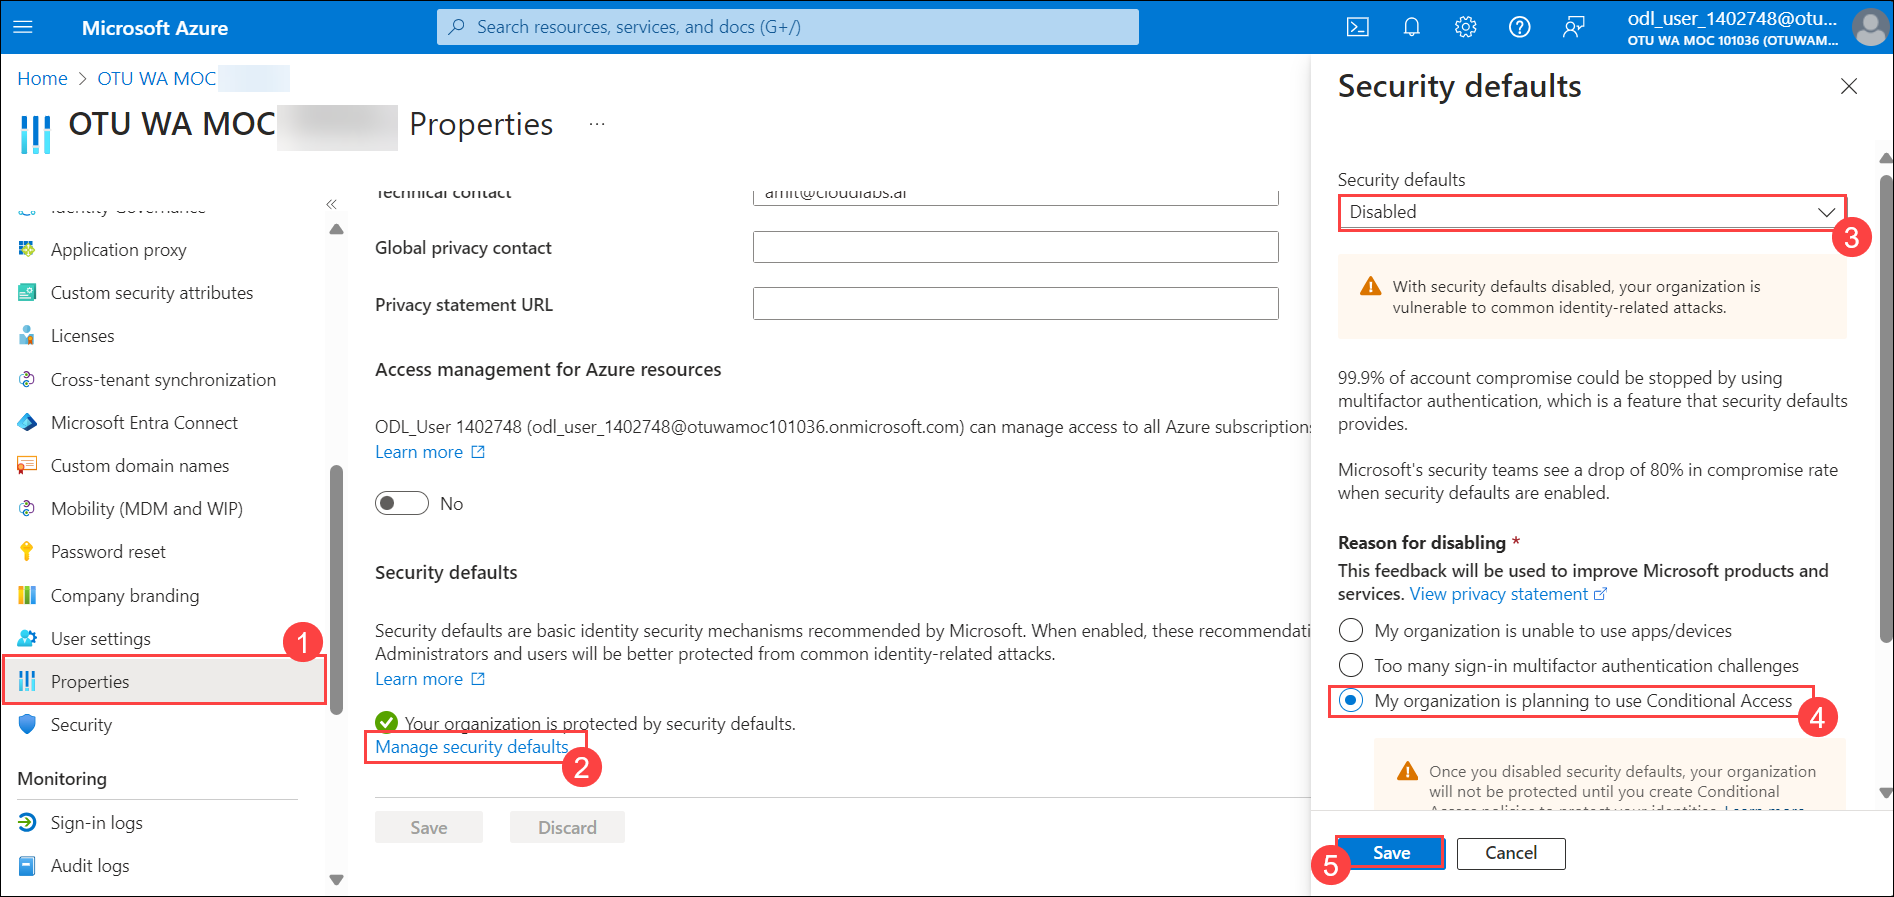 Microsoft Azure
Search resources, services, and docs (G+/)
odl_user_1402748@otu...
OTU WA MOC 101036 (OTUWAM...
Home > OTU WA MOC
OTU WA MOC
Properties
...
Identity Governance
Application proxy
Custom security attributes
Licenses
Cross-tenant synchronization
Microsoft Entra Connect
Custom domain names
Mobility (MDM and WIP)
Password reset
Company branding
User settings
1
Properties
Security
Monitoring
Sign-in logs
Audit logs
Technical contact
amit@cloudlabs.ai
Global privacy contact
Privacy statement URL
Access management for Azure resources
ODL_User 1402748 (odl_user_1402748@otuwamoc101036.onmicrosoft.com) can manage access to all Azure subscriptions
Learn more
No
Security defaults
Security defaults are basic identity security mechanisms recommended by Microsoft. When enabled, these recommendati
Administrators and users will be better protected from common identity-related attacks.
Learn more
Your organization is protected by security defaults.
Manage security defaults
2
Save
Discard
Security defaults
Security defaults
Disabled
3
With security defaults disabled, your organization is
vulnerable to common identity-related attacks.
99.9% of account compromise could be stopped by using
multifactor authentication, which is a feature that security defaults
provides.
Microsoft's security teams see a drop of 80% in compromise rate
when security defaults are enabled.
Reason for disabling *
This feedback will be used to improve Microsoft products and
services. View privacy statement
My organization is unable to use apps/devices
Too many sign-in multifactor authentication challenges
My organization is planning to use Conditional Access
4
Once you disabled security defaults, your organization
will not be protected until you create Conditional
Access policies to protect your identities. Learn more
5
Save
Cancel